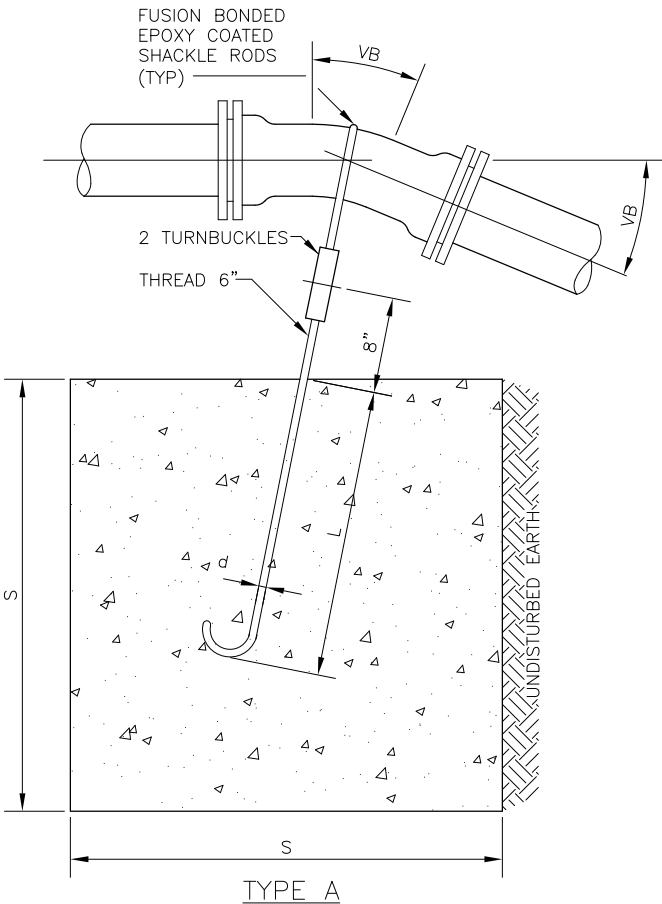 FUSION BONDED
EPOXY COATED
SHACKLE RODS
(TYP)
VB
VB
2 TURNBUCKLES
THREAD 6"
8"
L
d
S
UNDISTURBED EARTH
S
TYPE A